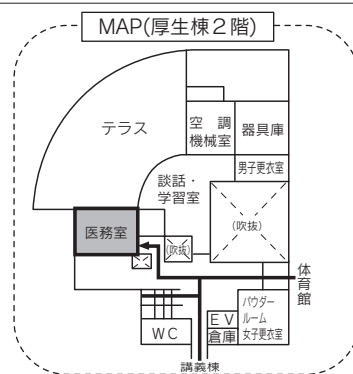 MAP(厚生棟2階)
テラス
空調
機械室
器具庫
談話・
学習室
男子更衣室
(吹抜)
医務室
(吹抜)
体育館
EV
倉庫
パウダー
ルーム
女子更衣室
WC
講義棟